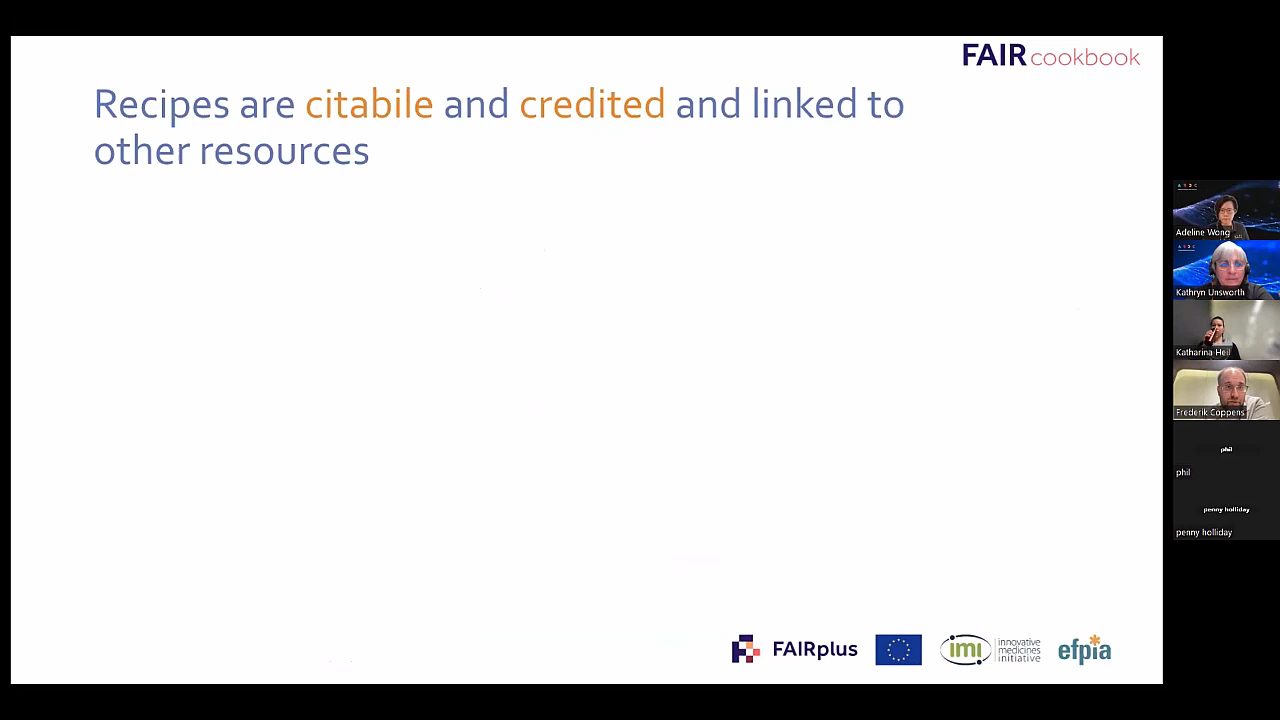 FAIR cookbook
Recipes are citabile and credited and linked to
other resources
Adeline Wong
Kathryn Unsworth
Katharina Heil
Frederik Coppens
phil
phil
penny holliday
penny holliday
FAIRplus
imi
innovative
medicines
initiative
efpia